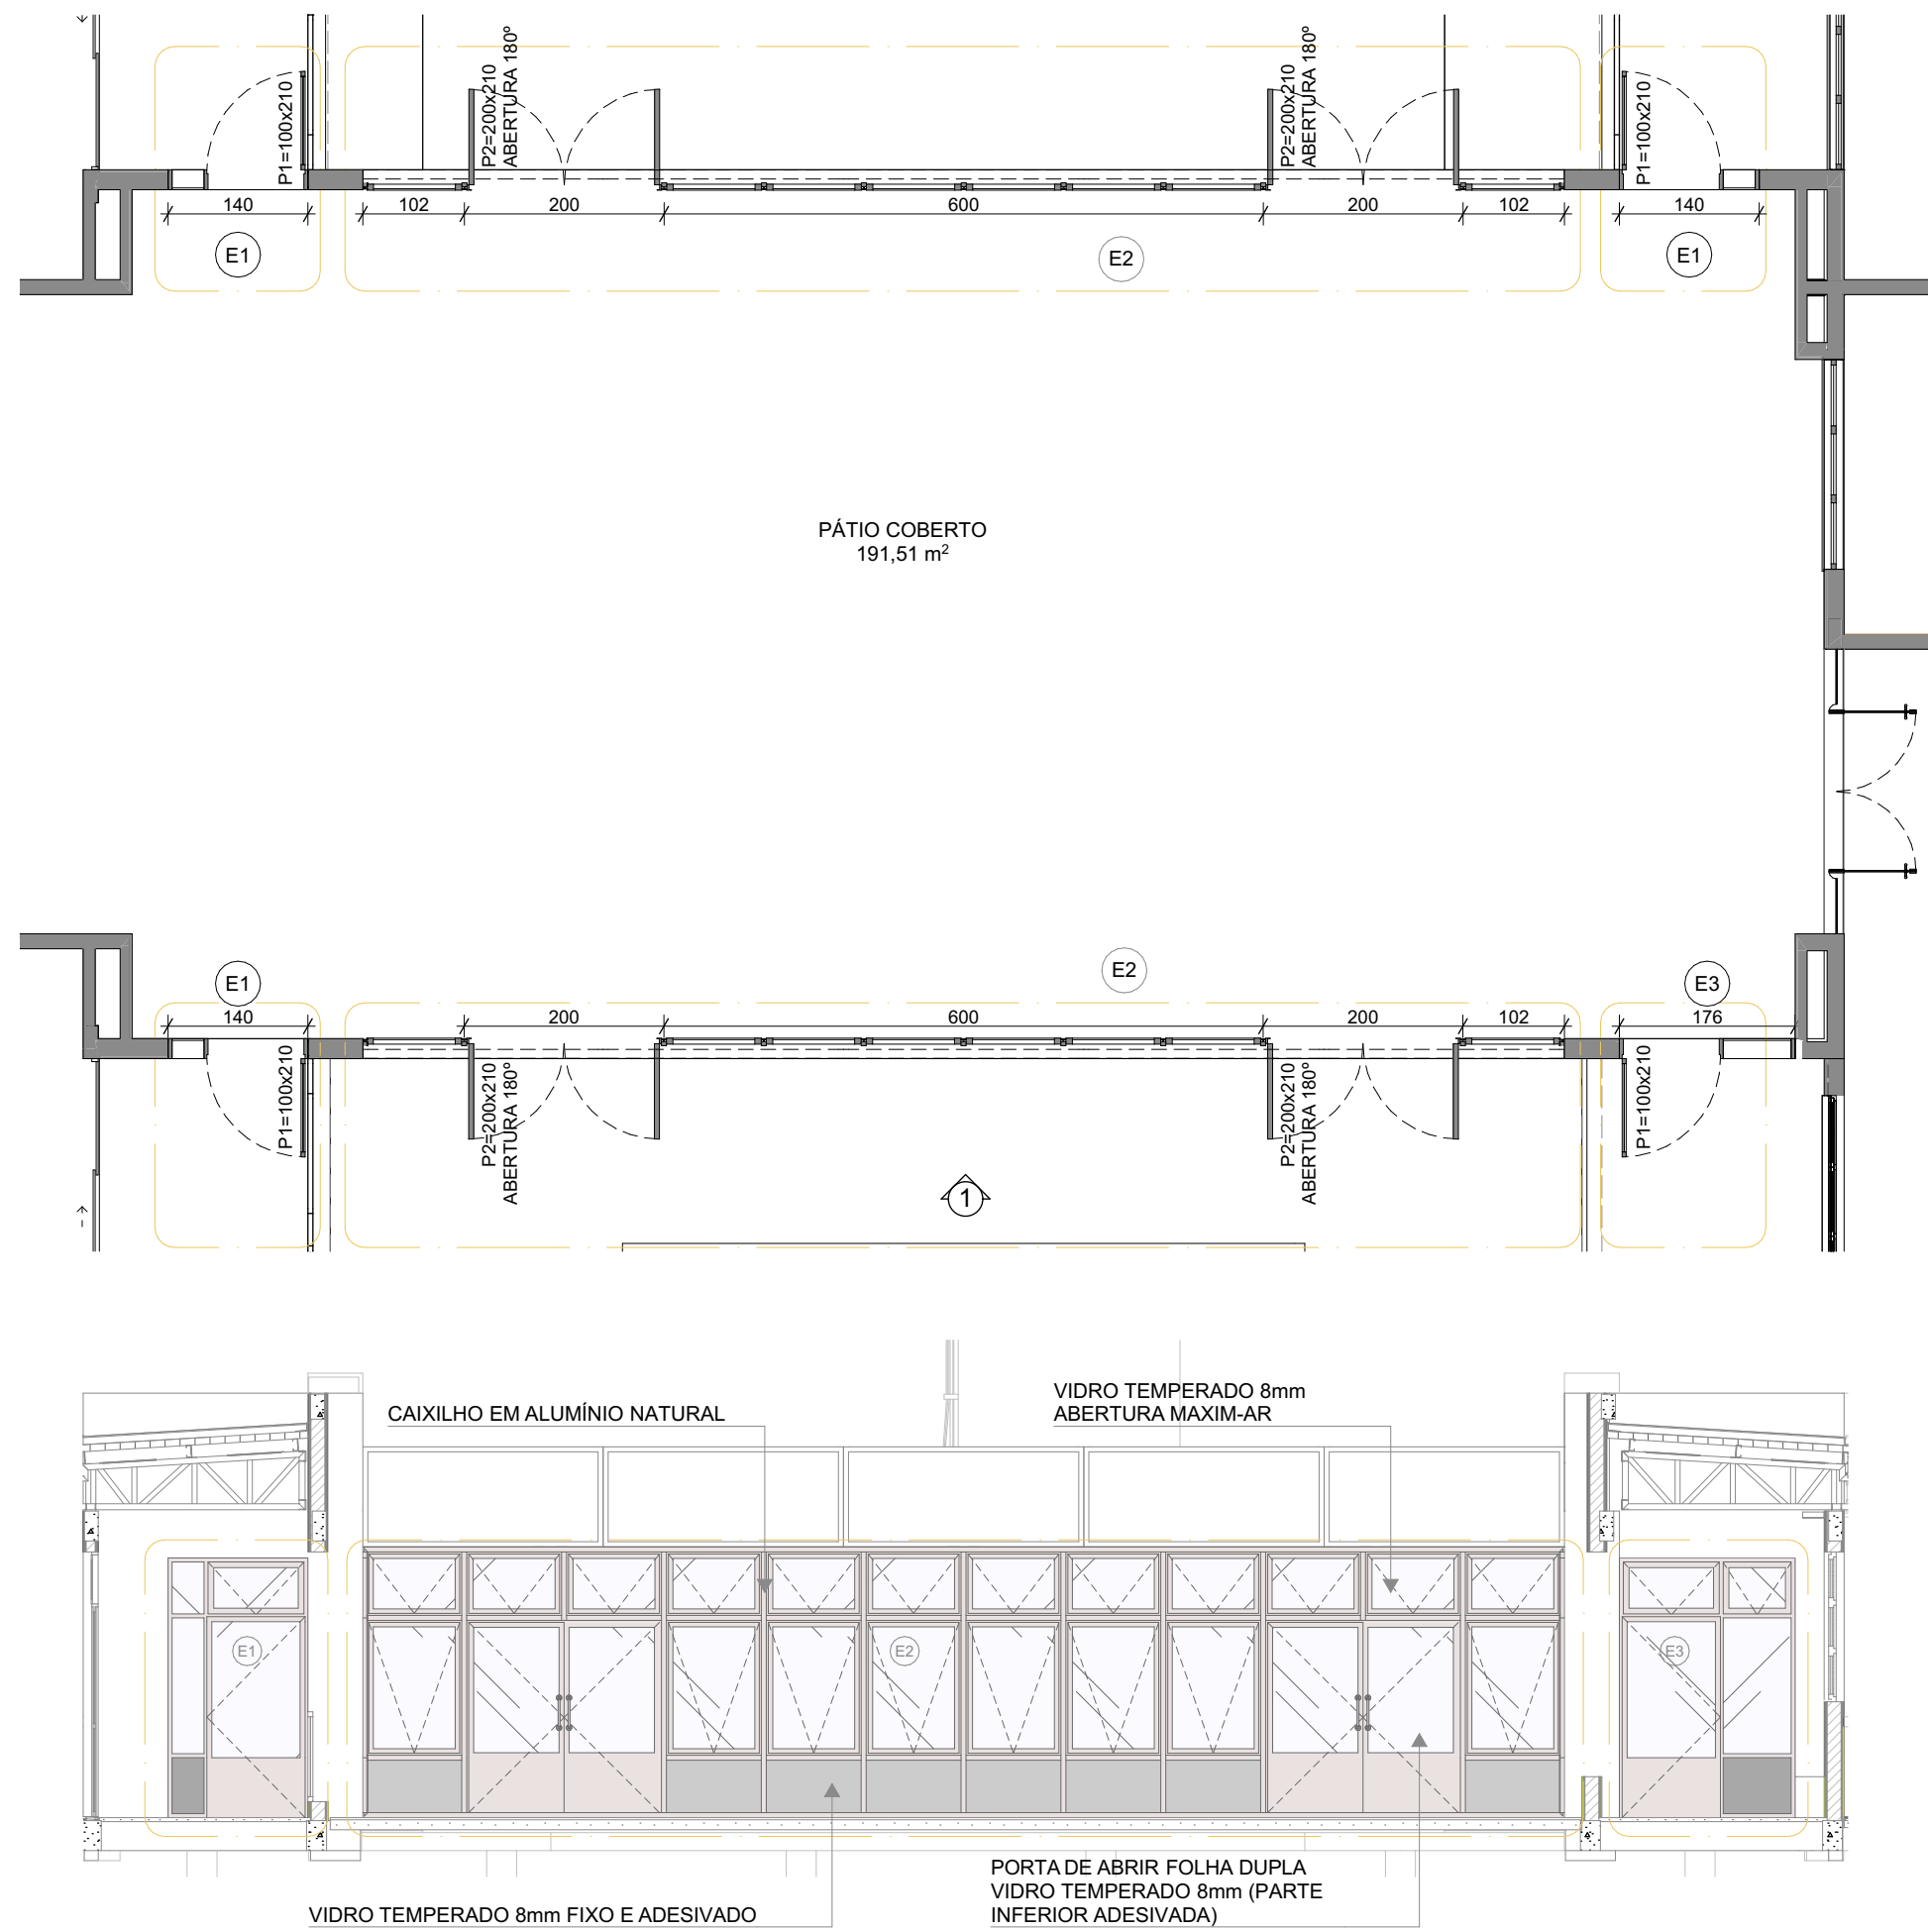 P1=100x210
P2=200x210
ABERTURA 180º
P2=200x210
ABERTURA 180º
P1=100x210
140
102
200
600
200
102
140
E1
E2
E1
PÁTIO COBERTO
191,51 m²
E1
E2
E3
140
200
600
200
102
176
P1=100x210
P2=200x210
ABERTURA 180º
P2=200x210
ABERTURA 180º
P1=100x210
1
CAIXILHO EM ALUMÍNIO NATURAL
VIDRO TEMPERADO 8mm
ABERTURA MAXIM-AR
E1
E2
E3
VIDRO TEMPERADO 8mm FIXO E ADESIVADO
PORTA DE ABRIR FOLHA DUPLA
VIDRO TEMPERADO 8mm (PARTE
INFERIOR ADESIVADA)